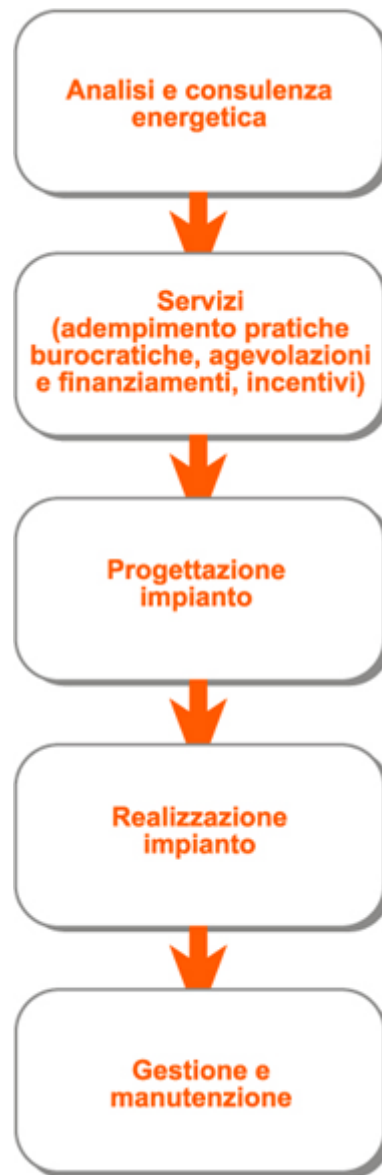 Analisi e consulenza
energetica
Servizi
(adempimento pratiche
burocratiche, agevolazioni
e finanziamenti, incentivi)
Progettazione
impianto
Realizzazione
impianto
Gestione e
manutenzione